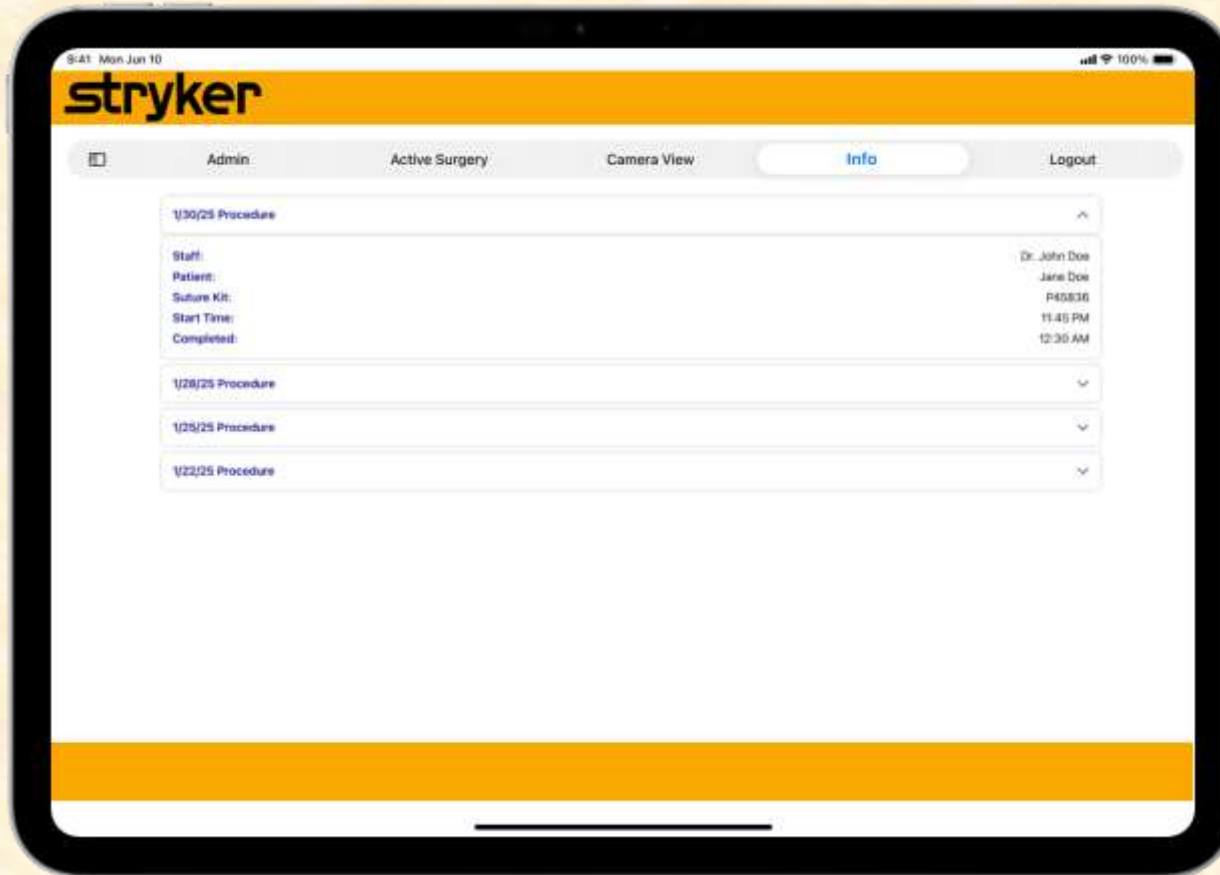 9:41 Mon Jun 10
100%
stryker
Admin Active Surgery Camera View Info Logout
1/30/25 Procedure
Staff: Dr. John Doe
Patient: Jane Doe
Suture Kit: P45836
Start Time: 11:45 PM
Completed: 12:30 AM
1/28/25 Procedure
1/25/25 Procedure
1/22/25 Procedure